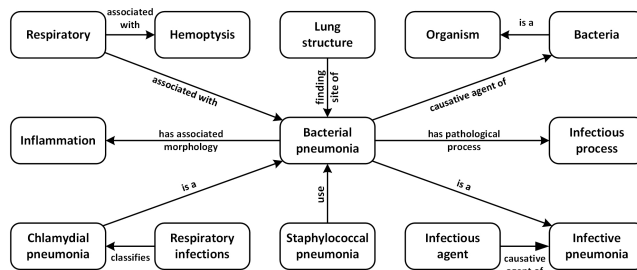 associated
with
is a
Respiratory
Hemoptysis
Lung
structure
Organism
Bacteria
associated with
finding
site of
causative agent of
Inflammation
has associated
morphology
Bacterial
pneumonia
has pathological
process
Infectious
process
is a
use
is a
Chlamydial
pneumonia
classifies
Respiratory
infections
Staphylococcal
pneumonia
Infectious
agent
causative
agent of
Infective
pneumonia